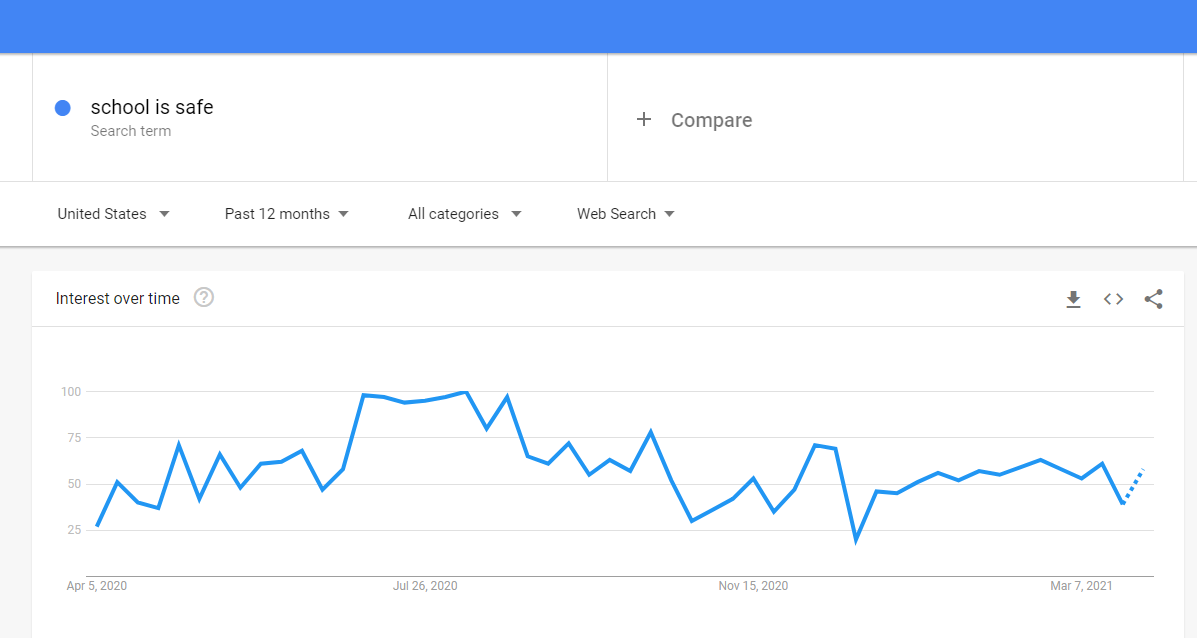 school is safe
Search term
+ Compare
United States
Past 12 months
All categories
Web Search
Interest over time ?
100
75
50
25
Apr 5, 2020
Jul 26, 2020
Nov 15, 2020
Mar 7, 2021